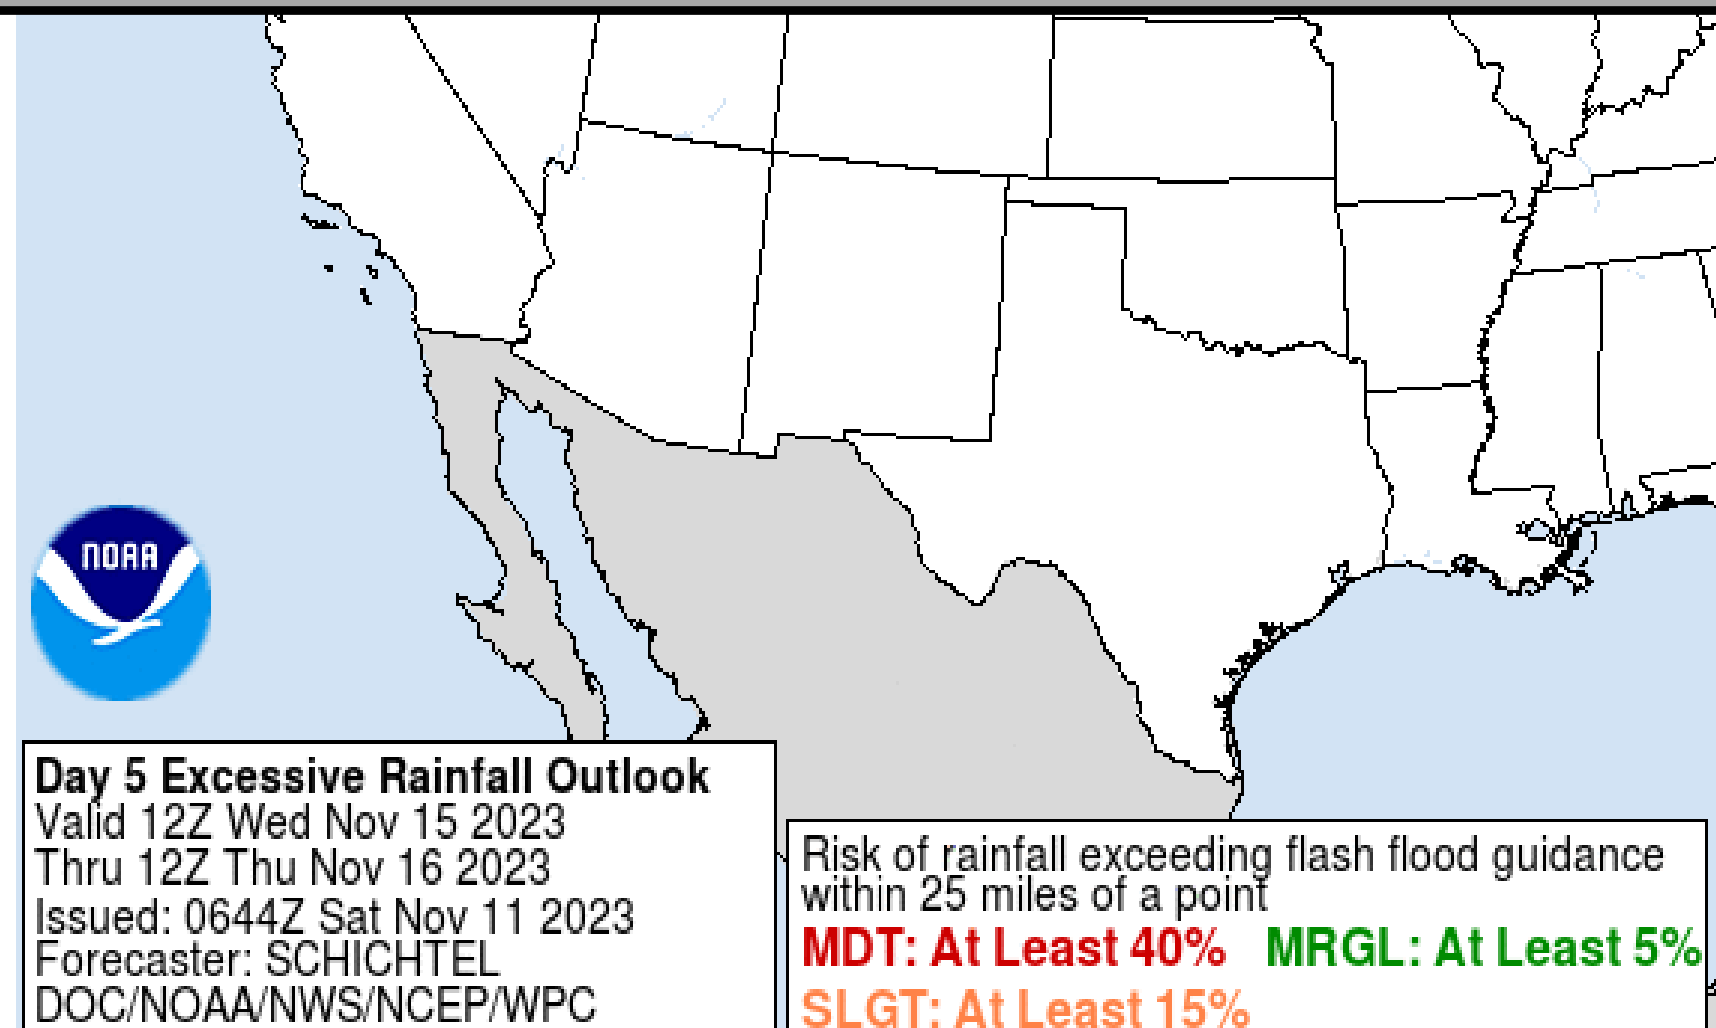 NOAA
Day 5 Excessive Rainfall Outlook
Valid 12Z Wed Nov 15 2023
Thru 12Z Thu Nov 16 2023
Issued: 0644Z Sat Nov 11 2023
Forecaster: SCHICHTEL
DOC/NOAA/NWS/NCEP/WPC
Risk of rainfall exceeding flash flood guidance
within 25 miles of a point
MDT: At Least 40% MRGL: At Least 5%
SLGT: At Least 15%